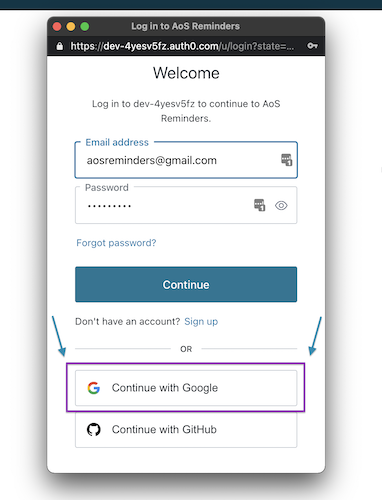 Log in to AoS Reminders
https://dev-4yesv5fz.auth0.com/u/login?state=...
Welcome
Log in to dev-4yesv5fz to continue to AoS
Reminders.
Email address
aosreminders@gmail.com
Password
•••••••••
Forgot password?
Continue
Don't have an account? Sign up
OR
Continue with Google
Continue with GitHub